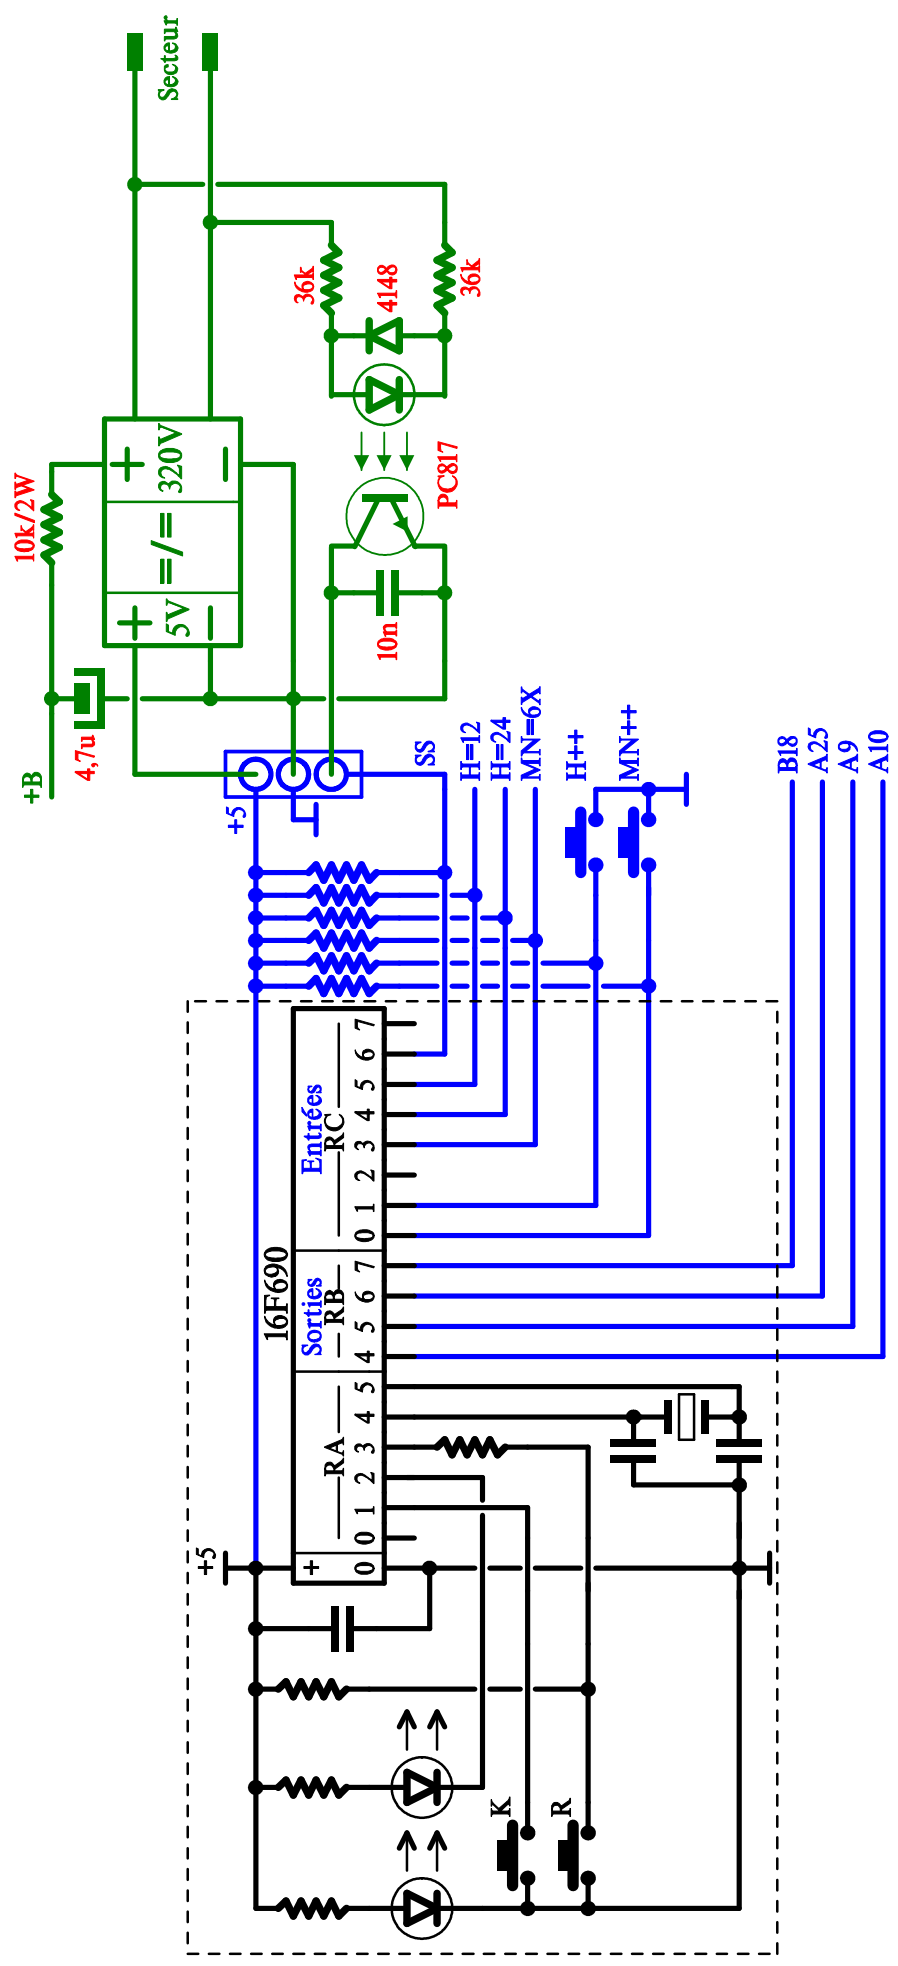 Secteur
36k
4148
36k
10k/2W
+ 320V −
=/=
+ 5V −
PC817
10n
4,7u
+B
+5
SS
H=12
H=24
MN=6X
H++
MN++
B18
A25
A9
A10
16F690
Entrées
RC
7 6 5 4 3 2 1 0
Sorties
RB
7 6 5 4
RA
5 4 3 2 1 0
+ 0
+5
K
R